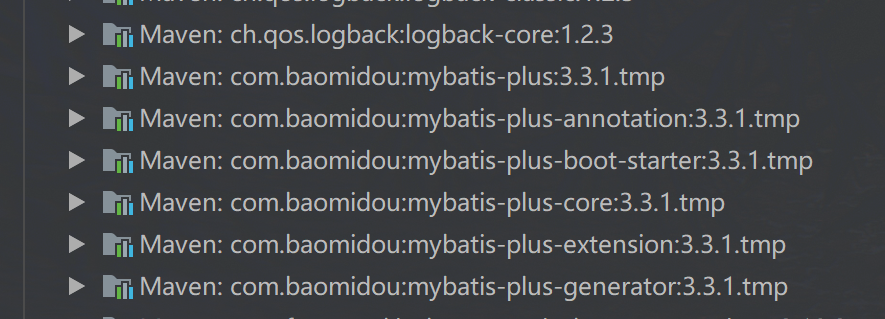 Maven: ch.qos.logback:logback-core:1.2.3
Maven: com.baomidou:mybatis-plus:3.3.1.tmp
Maven: com.baomidou:mybatis-plus-annotation:3.3.1.tmp
Maven: com.baomidou:mybatis-plus-boot-starter:3.3.1.tmp
Maven: com.baomidou:mybatis-plus-core:3.3.1.tmp
Maven: com.baomidou:mybatis-plus-extension:3.3.1.tmp
Maven: com.baomidou:mybatis-plus-generator:3.3.1.tmp